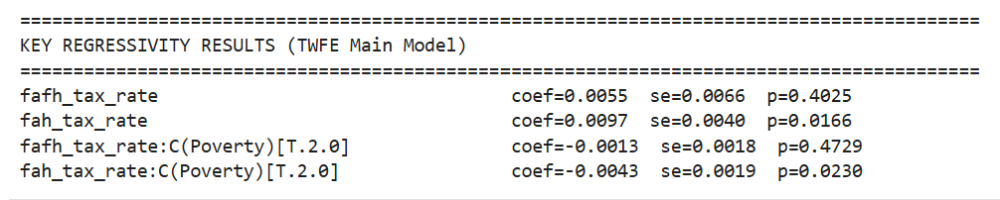 ================================================================================
KEY REGRESSIVITY RESULTS (TWFE Main Model)
================================================================================
fafh_tax_rate coef=0.0055 se=0.0066 p=0.4025
fah_tax_rate coef=0.0097 se=0.0040 p=0.0166
fafh_tax_rate:C(Poverty)[T.2.0] coef=-0.0013 se=0.0018 p=0.4729
fah_tax_rate:C(Poverty)[T.2.0] coef=-0.0043 se=0.0019 p=0.0230